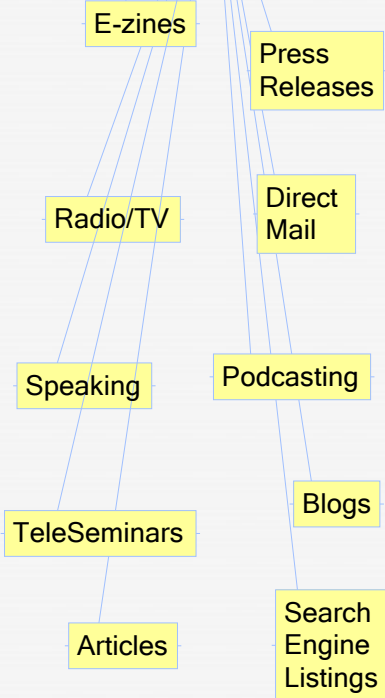 E-zines
Press
Releases
Radio/TV
Direct
Mail
Speaking
Podcasting
TeleSeminars
Blogs
Articles
Search
Engine
Listings